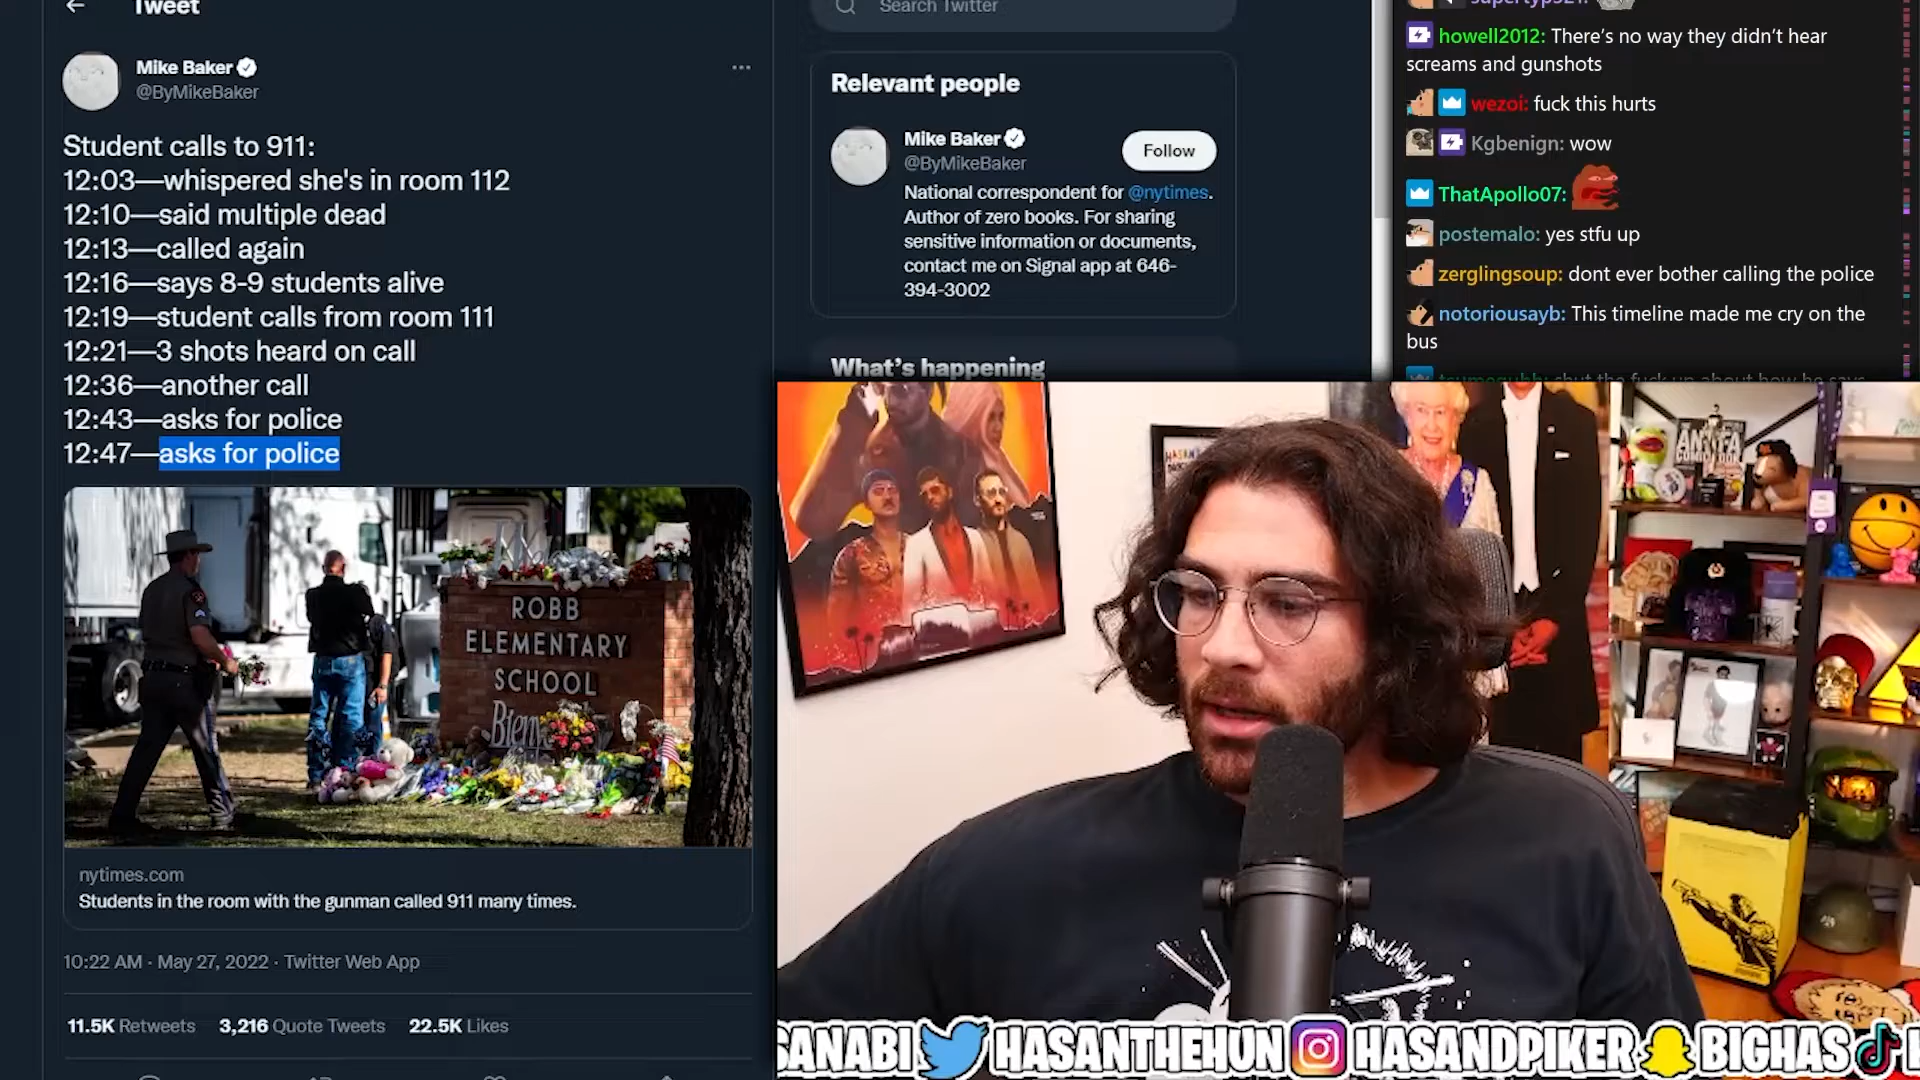 Tweet
Mike Baker
@ByMikeBaker
Student calls to 911:
12:03—whispered she's in room 112
12:10—said multiple dead
12:13—called again
12:16—says 8-9 students alive
12:19—student calls from room 111
12:21—3 shots heard on call
12:36—another call
12:43—asks for police
12:47—asks for police
ROBB
ELEMENTARY
SCHOOL
nytimes.com
Students in the room with the gunman called 911 many times.
10:22 AM · May 27, 2022 · Twitter Web App
11.5K Retweets 3,216 Quote Tweets 22.5K Likes
Search Twitter
Relevant people
Mike Baker
@ByMikeBaker
Follow
National correspondent for @nytimes.
Author of zero books. For sharing
sensitive information or documents,
contact me on Signal app at 646-
394-3002
What's happening
howell2012: There's no way they didn't hear
screams and gunshots
wezoi: fuck this hurts
Kgbenign: wow
ThatApollo07:
postemalo: yes stfu up
zerglingsoup: dont ever bother calling the police
notoriousayb: This timeline made me cry on the
bus
ANTIFA
SANABI HASANTHEHUN HASANDPIKER BIGHAS